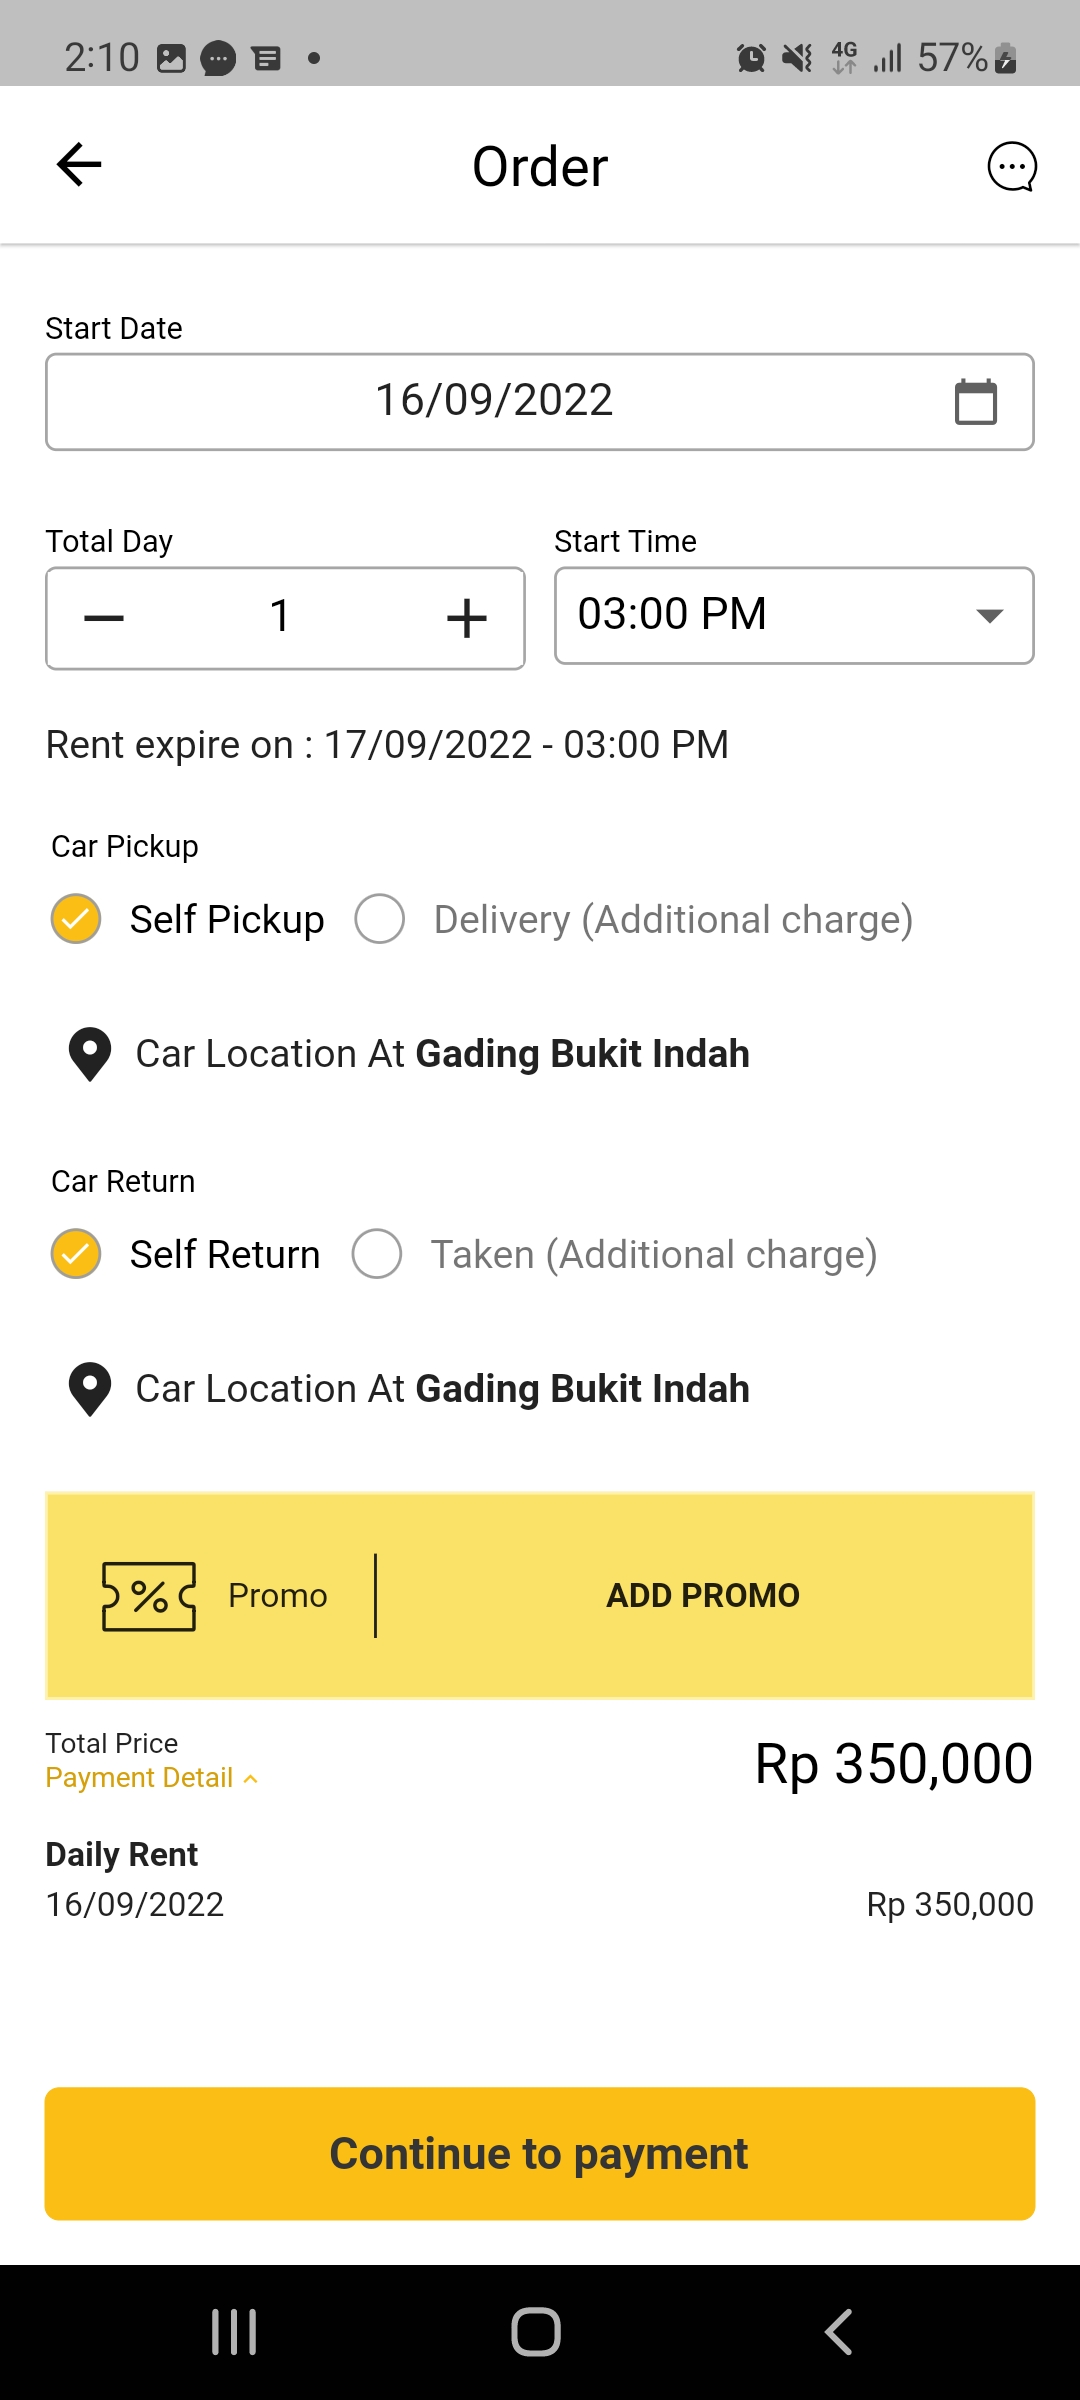 2:10 4G 57%
Order
Start Date
16/09/2022
Total Day Start Time
1 03:00 PM
Rent expire on : 17/09/2022 - 03:00 PM
Car Pickup
Self Pickup Delivery (Additional charge)
Car Location At Gading Bukit Indah
Car Return
Self Return Taken (Additional charge)
Car Location At Gading Bukit Indah
% Promo ADD PROMO
Total Price
Payment Detail Rp 350,000
Daily Rent
16/09/2022 Rp 350,000
Continue to payment